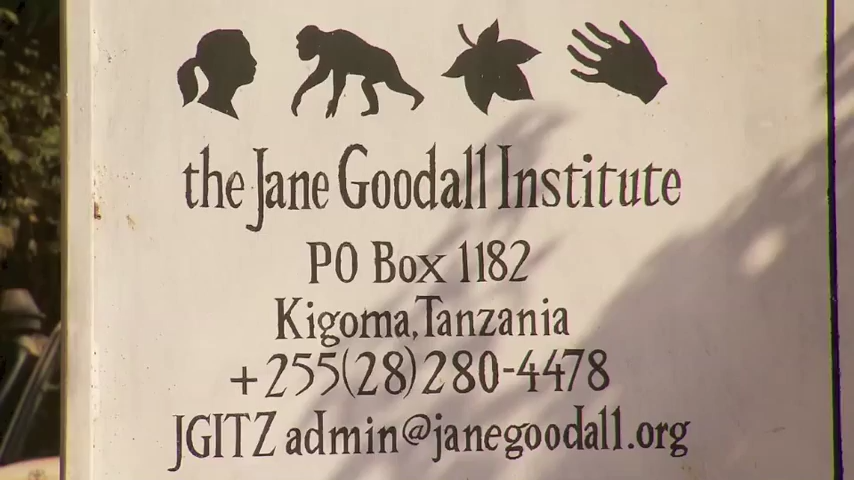 the Jane Goodall Institute
PO Box 1182
Kigoma, Tanzania
+255(28)280-4478
JGITZ admin@janegoodall.org